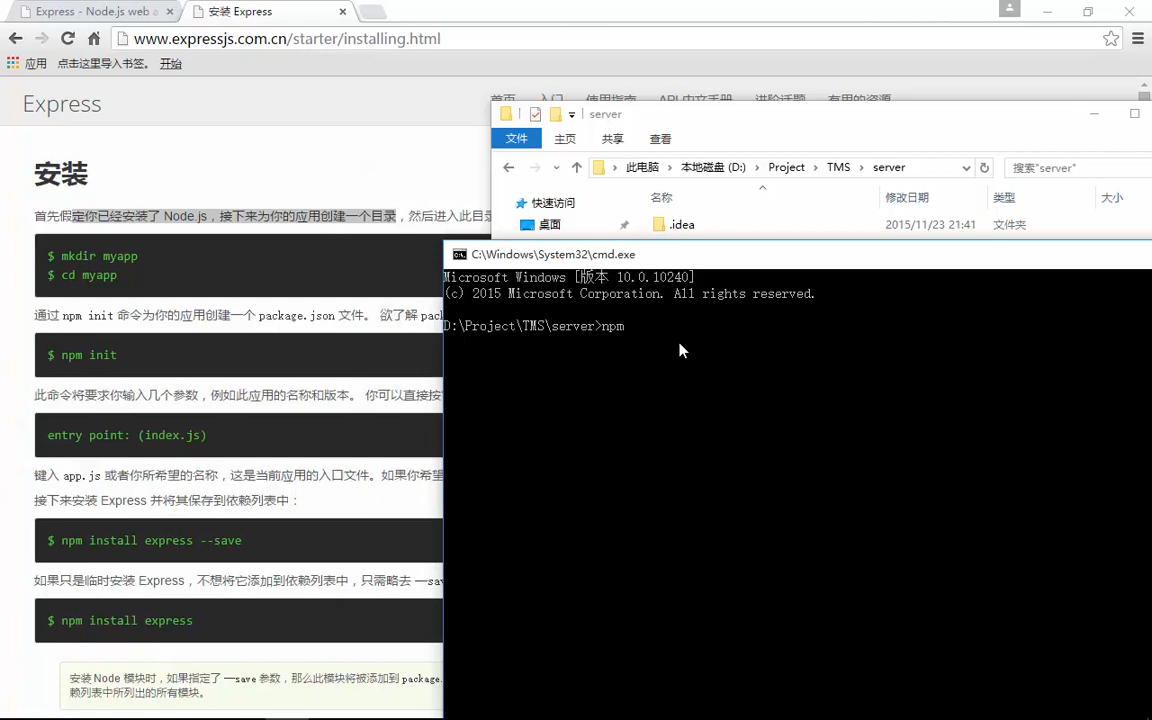 Express - Node.js web a
安装 Express
www.expressjs.com.cn/starter/installing.html
应用 点击这里导入书签。 开始
Express
server
文件 主页 共享 查看
此电脑 本地磁盘 (D:) Project TMS server 搜索"server"
名称 修改日期 类型 大小
快速访问
桌面
.idea 2015/11/23 21:41 文件夹
安装
首先假定你已经安装了 Node.js，接下来为你的应用创建一个目录，然后进入此目
$ mkdir myapp
$ cd myapp
通过 npm init 命令为你的应用创建一个 package.json 文件。 欲了解
$ npm init
此命令将要求你输入几个参数，例如此应用的名称和版本。 你可以直接按
entry point: (index.js)
键入 app.js 或者你所希望的名称，这是当前应用的入口文件。如果你希望
接下来安装 Express 并将其保存到依赖列表中：
$ npm install express --save
如果只是临时安装 Express，不想将它添加到依赖列表中，只需略去
$ npm install express
安装 Node 模块时，如果指定了 —save 参数，那么此模块将被添加到 package.
赖列表中所列出的所有模块。
C:\Windows\System32\cmd.exe
Microsoft Windows [版本 10.0.10240]
(c) 2015 Microsoft Corporation. All rights reserved.
D:\Project\TMS\server>npm